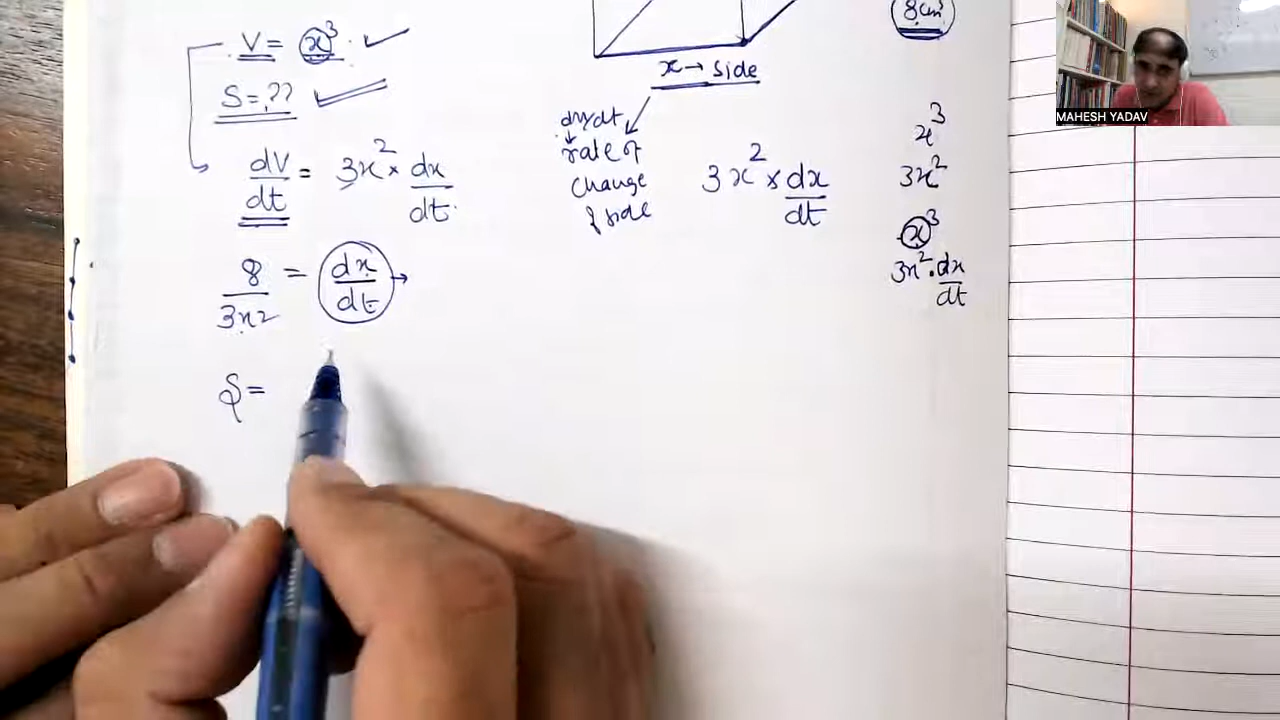 V = x³
S = ??
dV/dt = 3x² × dx/dt
8/3x2 = dx/dt →
S =
x → side
dx/dt
rate of
change
of side
3x² × dx/dt
8cm³
x³
3x²
x³
3x² · dx/dt
MAHESH YADAV